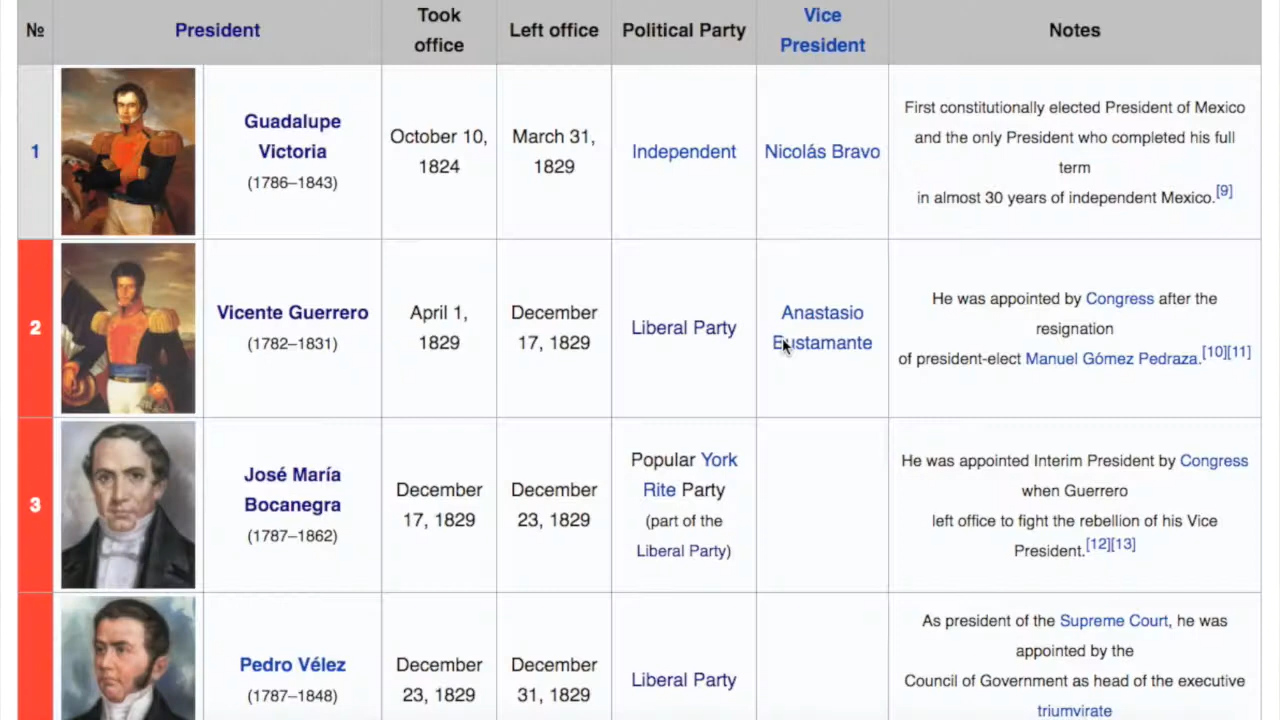 №
President
Took
office
Left office
Political Party
Vice
President
Notes
1
Guadalupe
Victoria
(1786–1843)
October 10,
1824
March 31,
1829
Independent
Nicolás Bravo
First constitutionally elected President of Mexico
and the only President who completed his full
term
in almost 30 years of independent Mexico.[9]
2
Vicente Guerrero
(1782–1831)
April 1,
1829
December
17, 1829
Liberal Party
Anastasio
Bustamante
He was appointed by Congress after the
resignation
of president-elect Manuel Gómez Pedraza.[10][11]
3
José María
Bocanegra
(1787–1862)
December
17, 1829
December
23, 1829
Popular York
Rite Party
(part of the
Liberal Party)
He was appointed Interim President by Congress
when Guerrero
left office to fight the rebellion of his Vice
President.[12][13]
Pedro Vélez
(1787–1848)
December
23, 1829
December
31, 1829
Liberal Party
As president of the Supreme Court, he was
appointed by the
Council of Government as head of the executive
triumvirate